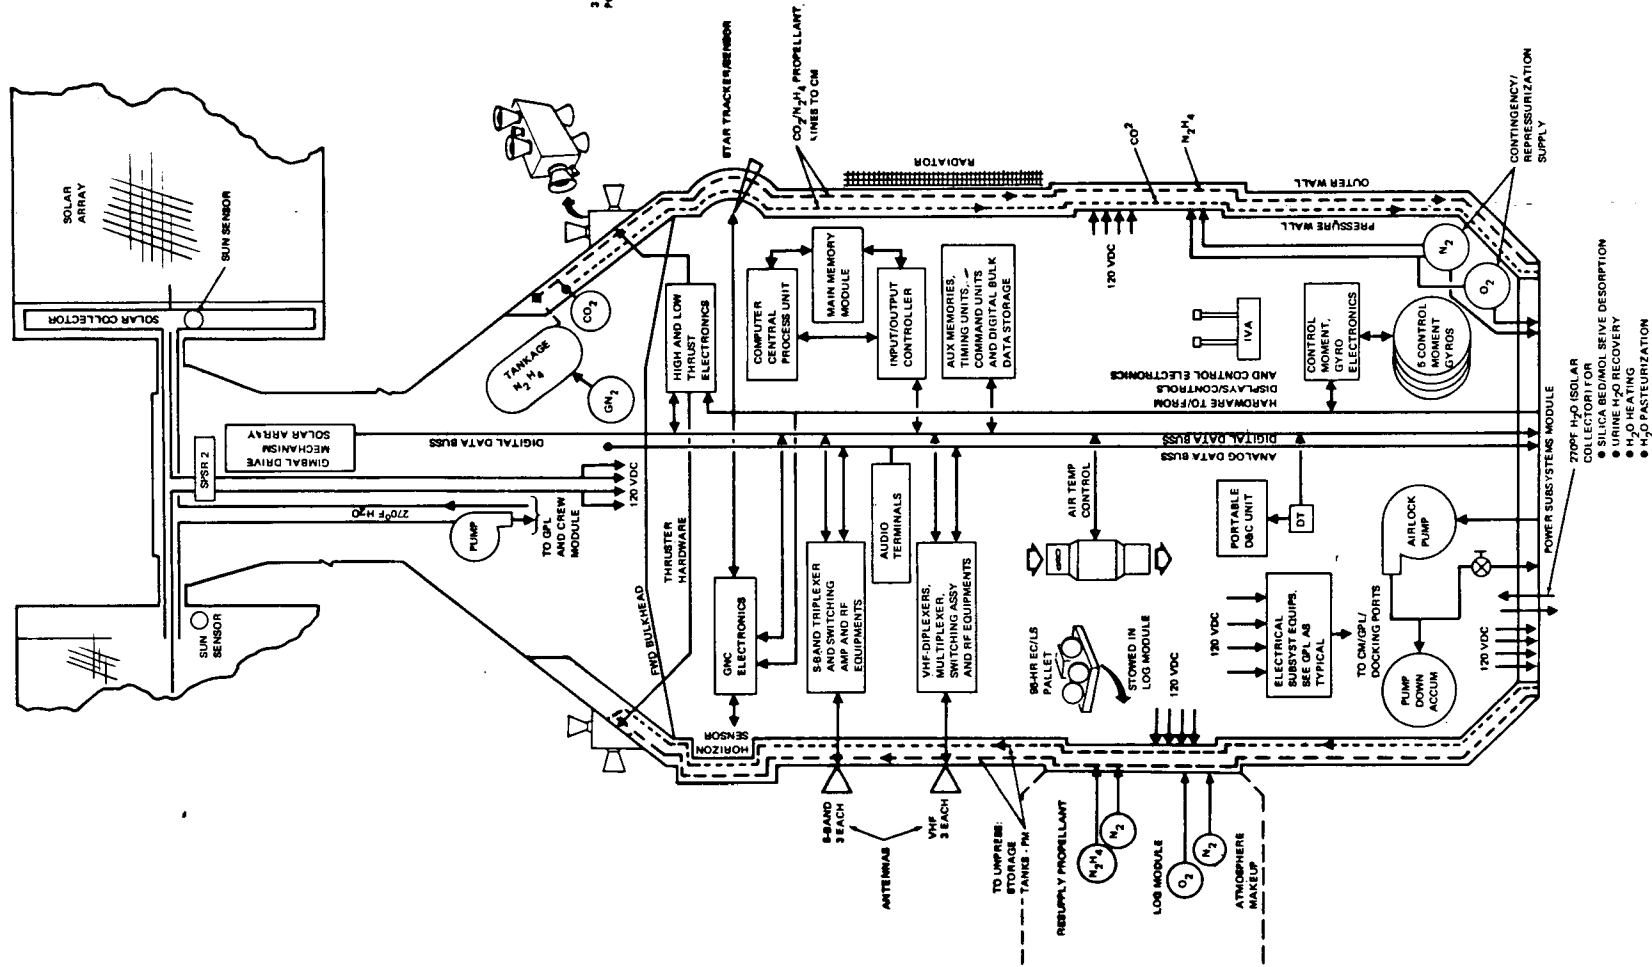 3
SOLAR
ARRAY
SUN SENSOR
SOLAR COLLECTOR
SUN
SENSOR
SPSR 2
GIMBAL DRIVE
MECHANISM
SOLAR ARRAY
270°F H2O
PUMP
TO GPL
AND CREW
MODULE
120 VDC
DIGITAL DATA BUSS
TANKAGE
N2H4
GN2
CO2
STAR TRACKER/SENSOR
CO2/N2H4 PROPELLANT
LINES TO CM
RADIATOR
CO2
N2H4
OUTER WALL
PRESSURE WALL
CONTINGENCY/
REPRESSURIZATION
SUPPLY
FWD BULKHEAD
THRUSTER
HARDWARE
HIGH AND LOW
THRUST
ELECTRONICS
COMPUTER
CENTRAL
PROCESS UNIT
MAIN MEMORY
MODULE
INPUT/OUTPUT
CONTROLLER
AUX MEMORIES,
TIMING UNITS,
COMMAND UNITS
AND DIGITAL BULK
DATA STORAGE
120 VDC
IVA
HARDWARE TO/FROM
DISPLAYS/CONTROLS
AND CONTROL ELECTRONICS
CONTROL
MOMENT,
GYRO
ELECTRONICS
5 CONTROL
MOMENT
GYROS
N2
O2
DIGITAL DATA BUSS
ANALOG DATA BUSS
HORIZON
SENSOR
GNC
ELECTRONICS
S-BAND TRIPLEXER
AND SWITCHING
AMP AND RF
EQUIPMENTS
AUDIO
TERMINALS
VHF-DIPLEXERS,
MULTIPLEXER,
SWITCHING ASSY
AND RIF EQUIPMENTS
AIR TEMP
CONTROL
96-HR EC/LS
PALLET
STOWED IN
LOG MODULE
120 VDC
PORTABLE
D&C UNIT
DT
120 VDC
ELECTRICAL
SUBSYST EQUIPS.
SEE GPL AS
TYPICAL
TO CM/GPL/
DOCKING PORTS
AIRLOCK
PUMP
PUMP
DOWN
ACCUM
120 VDC
S-BAND
3 EACH
VHF
3 EACH
ANTENNAS
TO UNPRESS:
STORAGE
TANKS - PM
RESUPPLY PROPELLANT
N2H4
N2
LOG MODULE
O2
N2
ATMOSPHERE
MAKEUP
POWER SUBSYSTEMS MODULE
270°F H2O (SOLAR
COLLECTOR) FOR
● SILICA BED/MOL SEIVE DESORPTION
● URINE H2O RECOVERY
● H2O HEATING
● H2O PASTEURIZATION